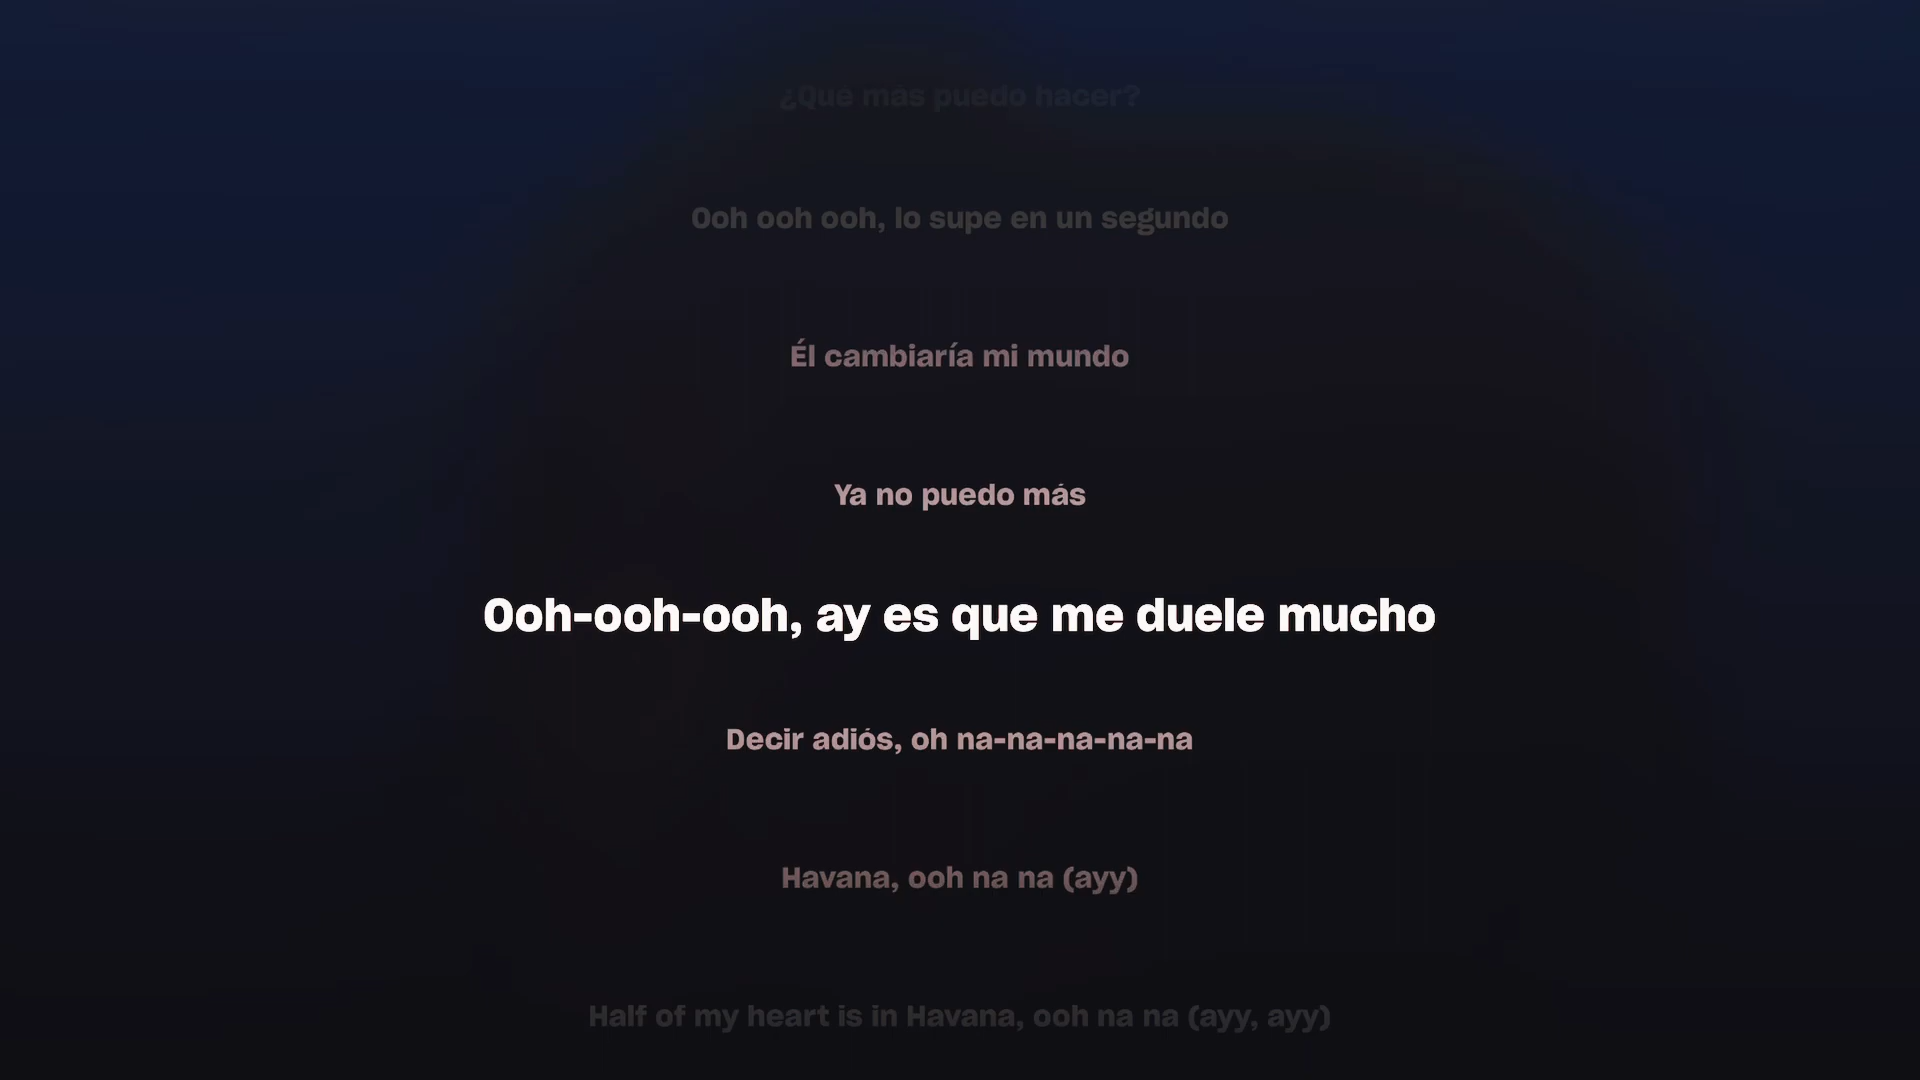 ¿Que más puedo hacer?
Ooh ooh ooh, lo supe en un segundo
Él cambiaría mi mundo
Ya no puedo más
Ooh-ooh-ooh, ay es que me duele mucho
Decir adiós, oh na-na-na-na-na
Havana, ooh na na (ayy)
Half of my heart is in Havana, ooh na na (ayy, ayy)